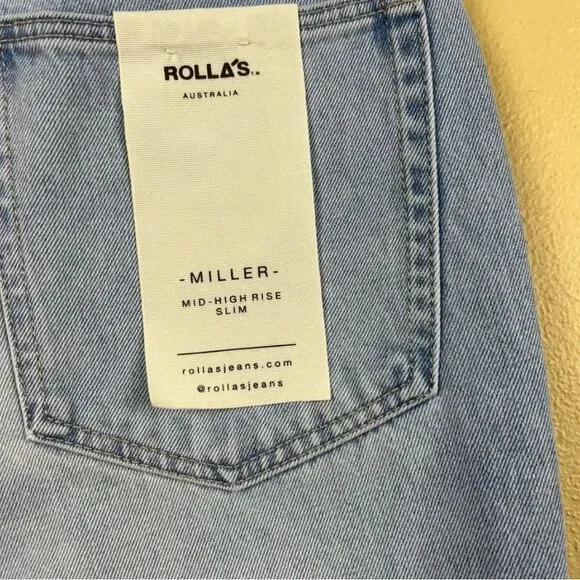 ROLLA'S™
AUSTRALIA
-MILLER-
MID-HIGH RISE
SLIM
rollasjeans.com
@rollasjeans